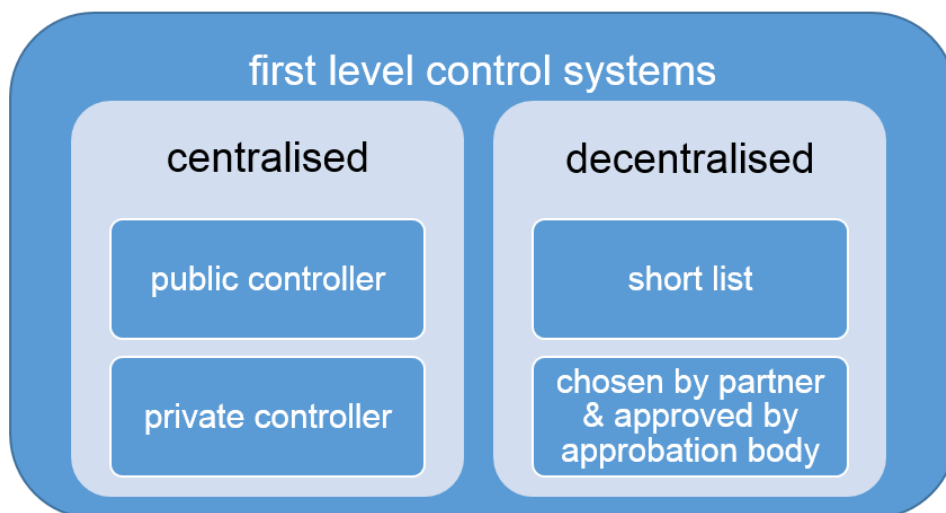 first level control systems
centralised
public controller
private controller
decentralised
short list
chosen by partner
& approved by
approbation body